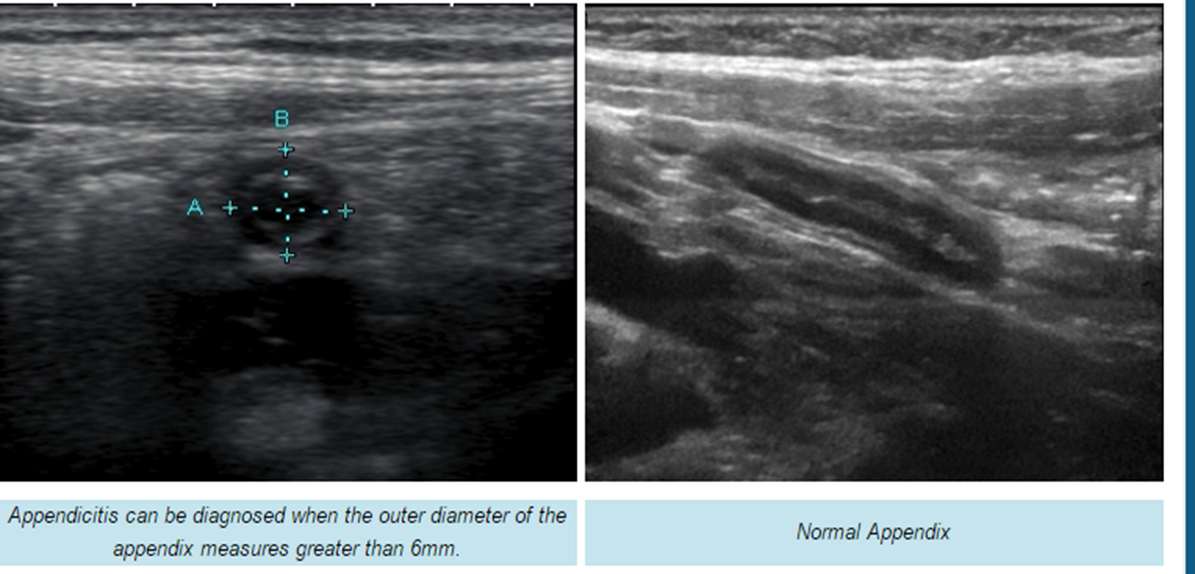 B
A
Appendicitis can be diagnosed when the outer diameter of the
appendix measures greater than 6mm.
Normal Appendix